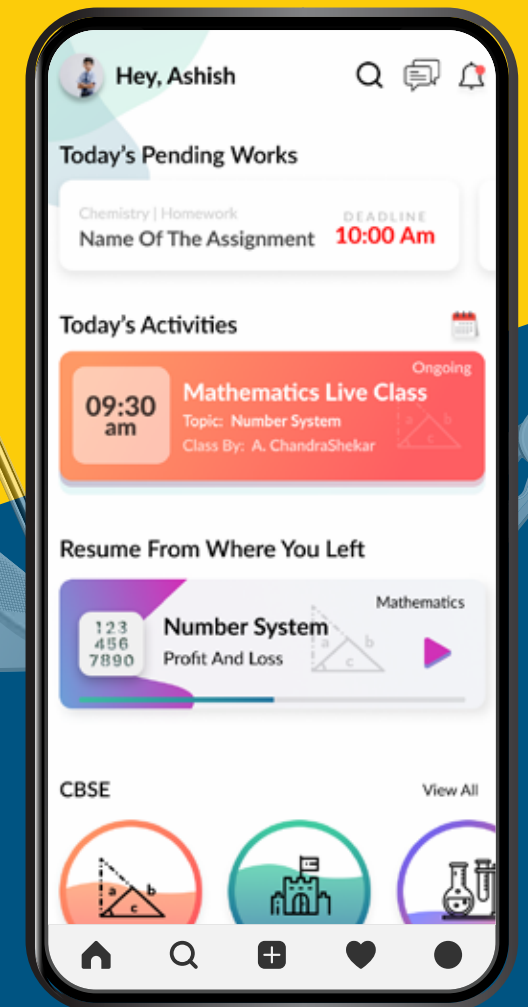 Hey, Ashish
Today's Pending Works
Chemistry | Homework
Name Of The Assignment
DEADLINE
10:00 Am
Today's Activities
Ongoing
09:30
am
Mathematics Live Class
Topic: Number System
Class By: A. ChandraShekar
a
b
c
Resume From Where You Left
Mathematics
123
456
7890
Number System
Profit And Loss
a
b
c
CBSE
View All
a
b
c